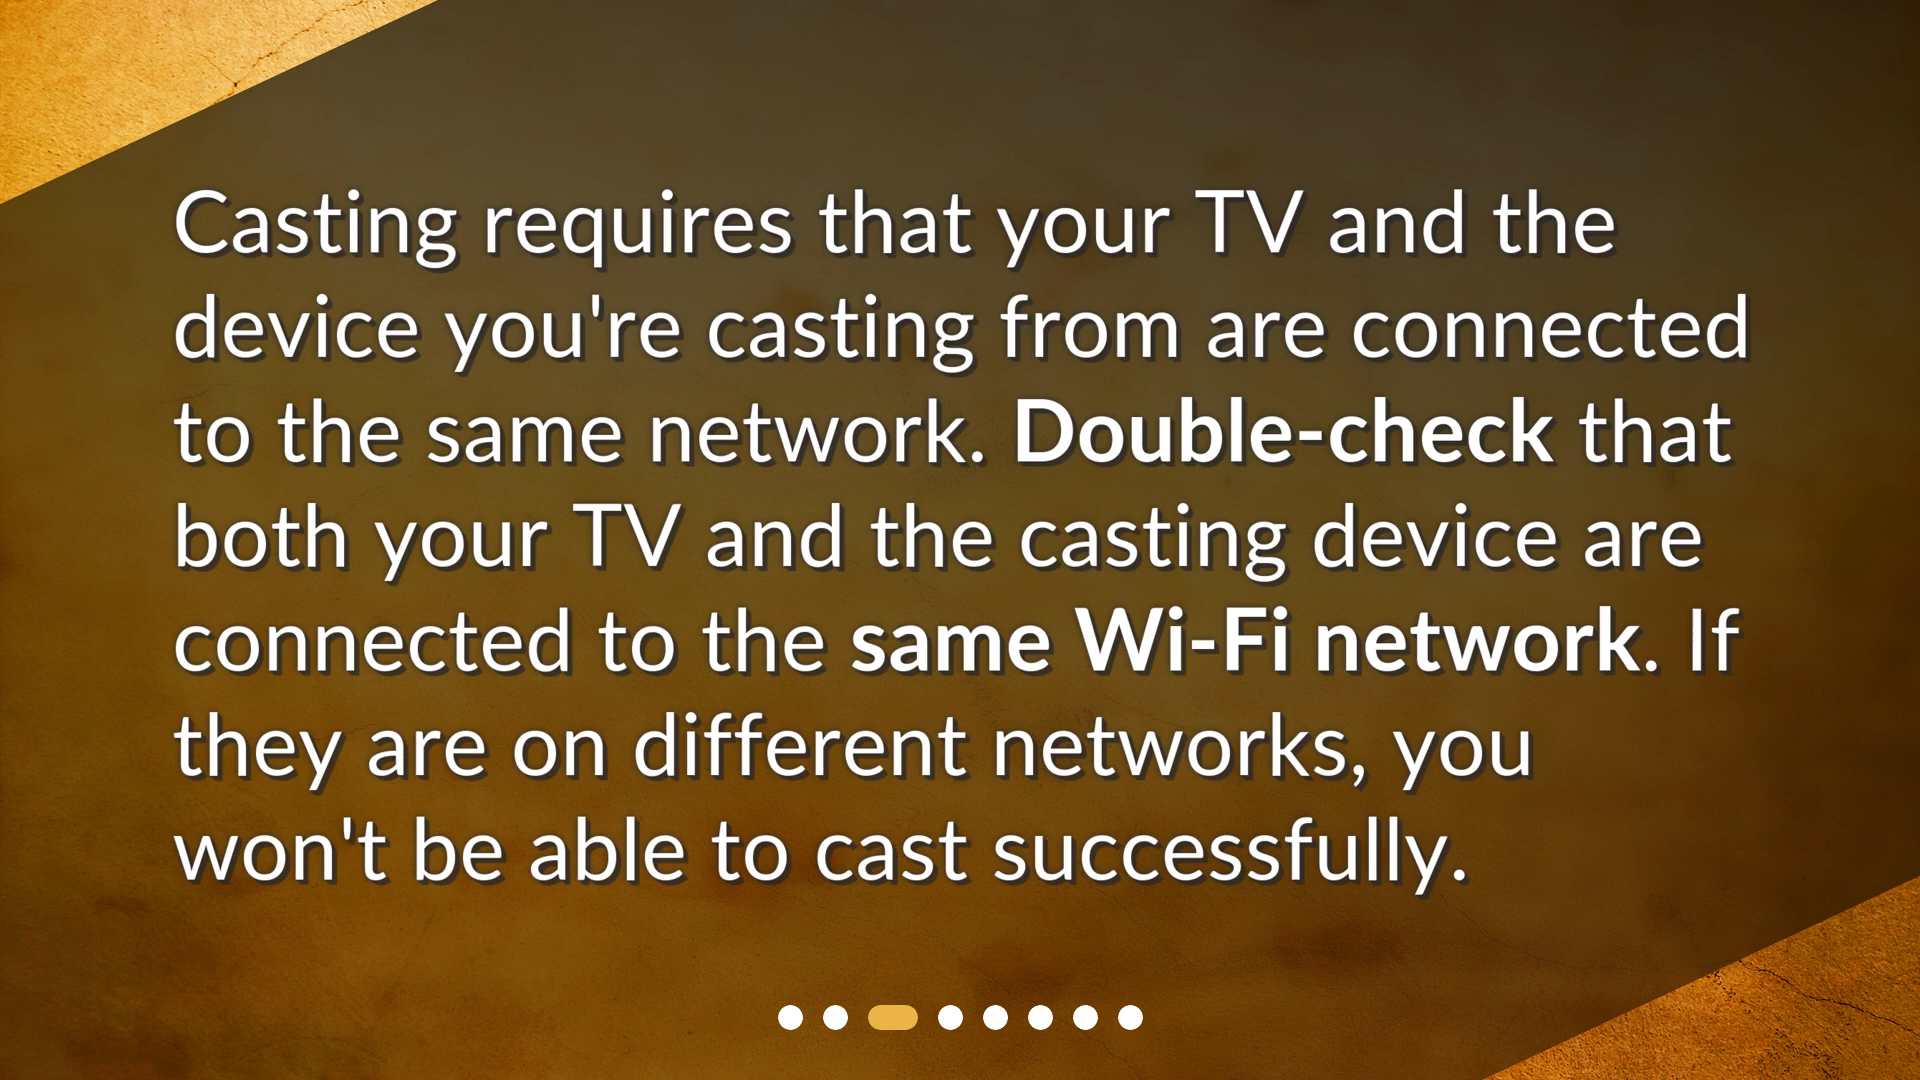 Casting requires that your TV and the
device you're casting from are connected
to the same network. Double-check that
both your TV and the casting device are
connected to the same Wi-Fi network. If
they are on different networks, you
won't be able to cast successfully.